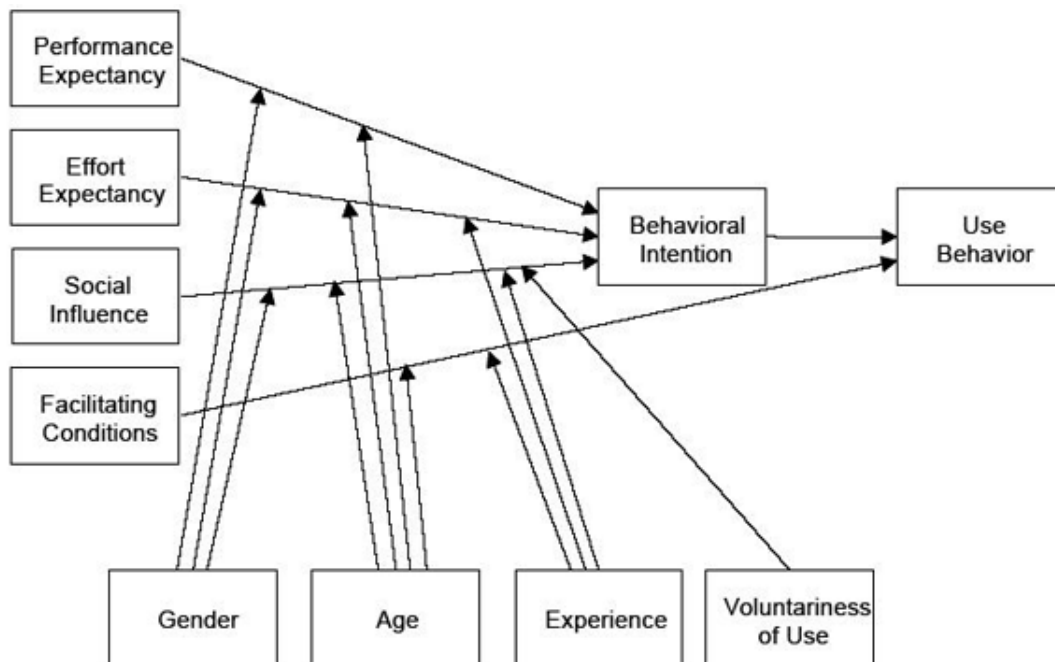 Performance
Expectancy
Effort
Expectancy
Social
Influence
Facilitating
Conditions
Behavioral
Intention
Use
Behavior
Gender
Age
Experience
Voluntariness
of Use